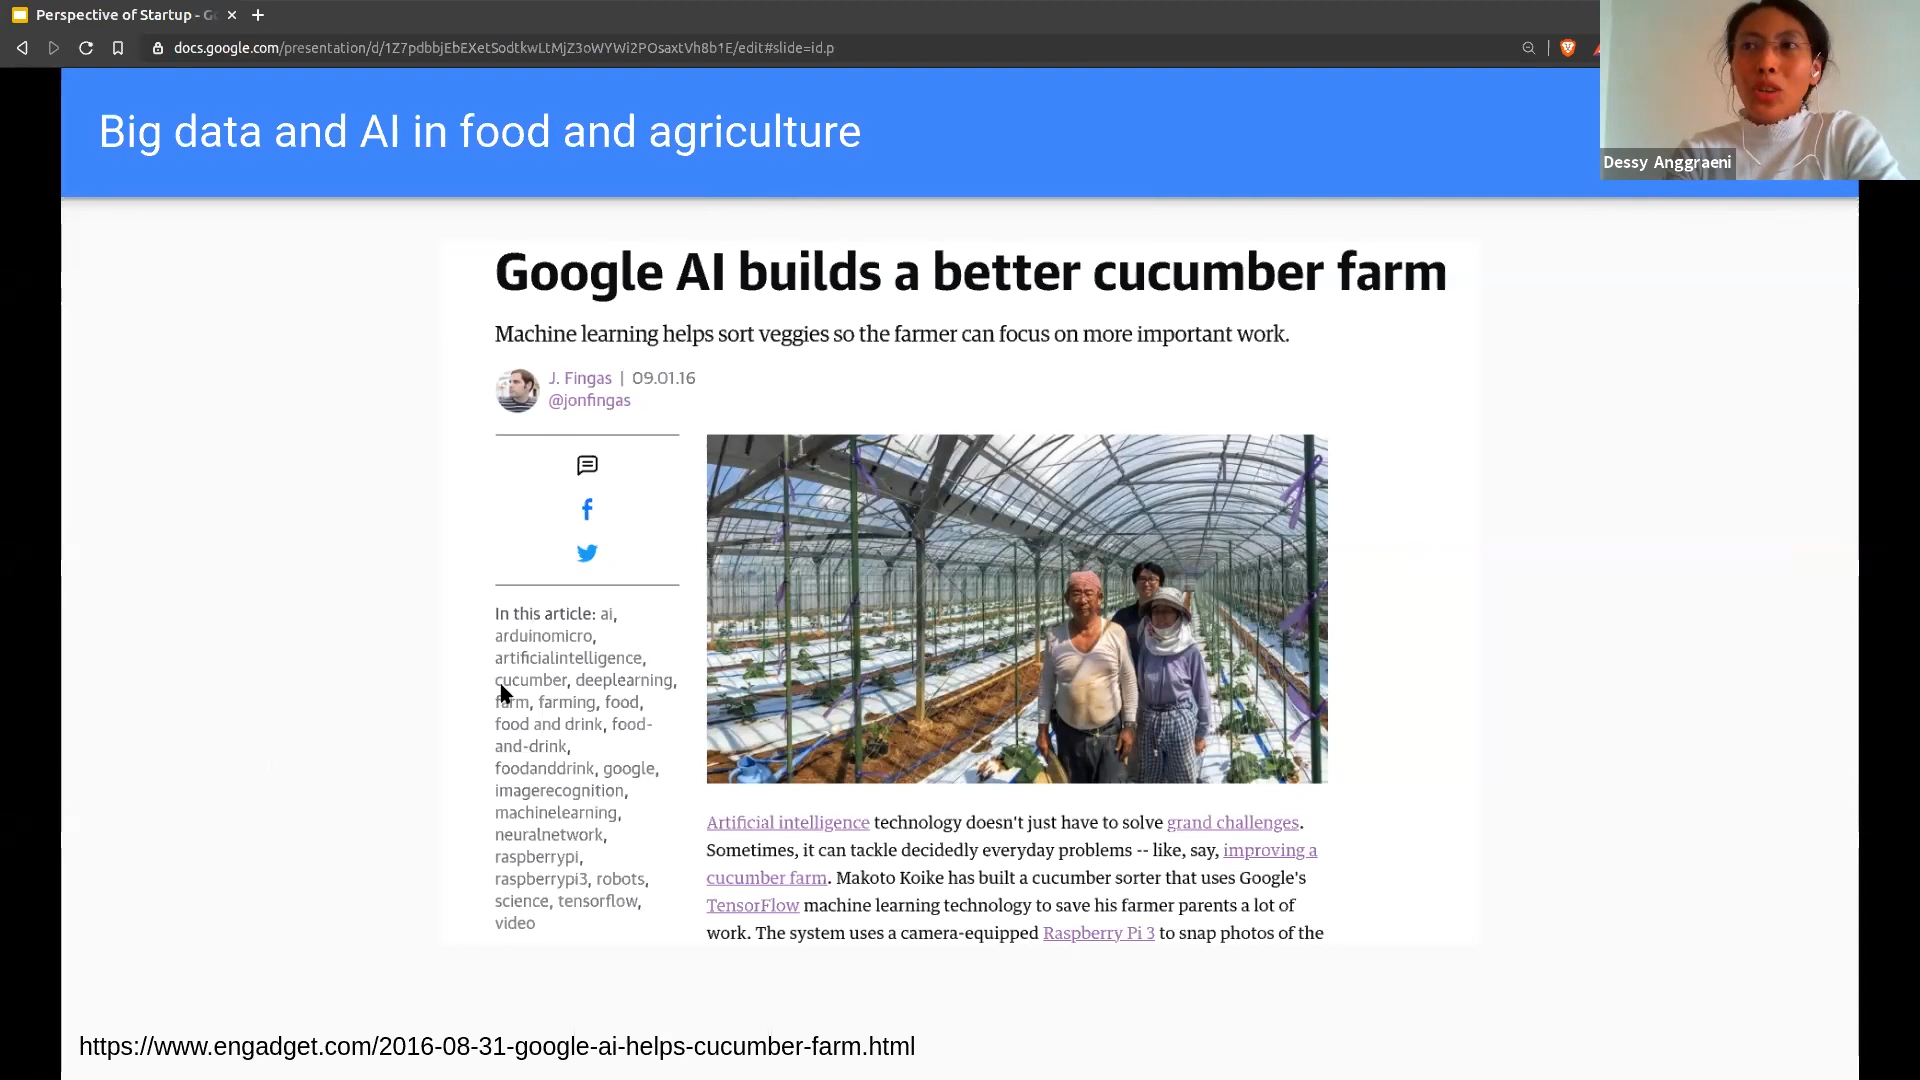 Perspective of Startup - Go
docs.google.com/presentation/d/1Z7pdbbjEbEXetSodtkwLtMjZ3oWYWi2POsaxtVh8b1E/edit#slide=id.p
Big data and AI in food and agriculture
Dessy Anggraeni
Google AI builds a better cucumber farm
Machine learning helps sort veggies so the farmer can focus on more important work.
J. Fingas | 09.01.16
@jonfingas
In this article: ai,
arduinomicro,
artificialintelligence,
cucumber, deeplearning,
farm, farming, food,
food and drink, food-
and-drink,
foodanddrink, google,
imagerecognition,
machinelearning,
neuralnetwork,
raspberrypi,
raspberrypi3, robots,
science, tensorflow,
video
Artificial intelligence technology doesn't just have to solve grand challenges.
Sometimes, it can tackle decidedly everyday problems -- like, say, improving a
cucumber farm. Makoto Koike has built a cucumber sorter that uses Google's
TensorFlow machine learning technology to save his farmer parents a lot of
work. The system uses a camera-equipped Raspberry Pi 3 to snap photos of the
https://www.engadget.com/2016-08-31-google-ai-helps-cucumber-farm.html